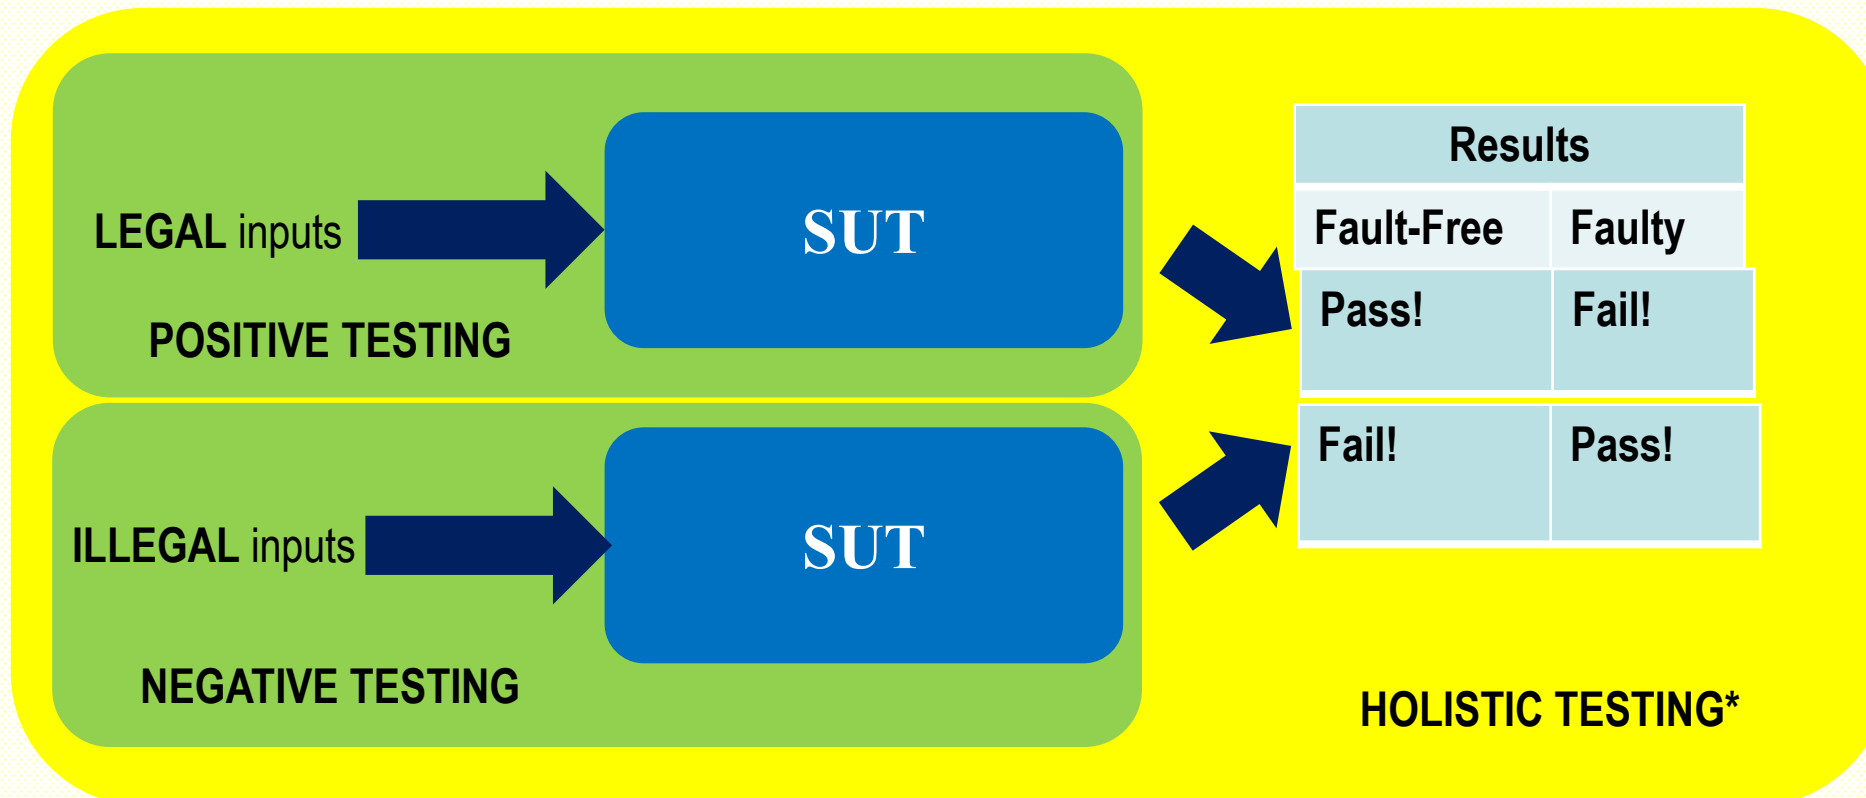 LEGAL inputs
SUT
POSITIVE TESTING
ILLEGAL inputs
SUT
NEGATIVE TESTING
Results
Fault-Free Faulty
Pass! Fail!
Fail! Pass!
HOLISTIC TESTING*